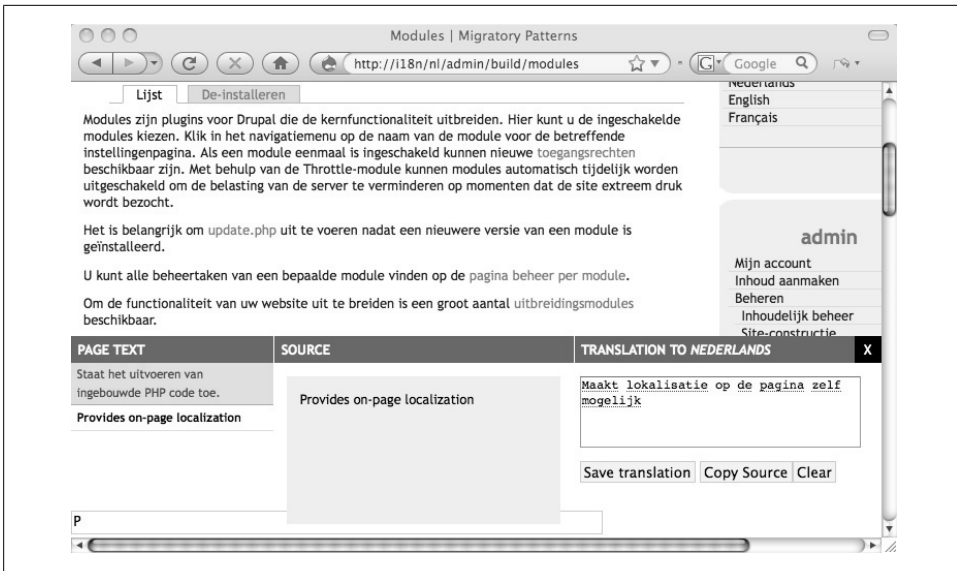 Modules | Migratory Patterns
http://i18n/nl/admin/build/modules
G
Google
Lijst
De-installeren
Modules zijn plugins voor Drupal die de kernfunctionaliteit uitbreiden. Hier kunt u de ingeschakelde
modules kiezen. Klik in het navigatiemenu op de naam van de module voor de betreffende
instellingenpagina. Als een module eenmaal is ingeschakeld kunnen nieuwe toegangsrechten
beschikbaar zijn. Met behulp van de Throttle-module kunnen modules automatisch tijdelijk worden
uitgeschakeld om de belasting van de server te verminderen op momenten dat de site extreem druk
wordt bezocht.
Het is belangrijk om update.php uit te voeren nadat een nieuwere versie van een module is
geïnstalleerd.
U kunt alle beheertaken van een bepaalde module vinden op de pagina beheer per module.
Om de functionaliteit van uw website uit te breiden is een groot aantal uitbreidingsmodules
beschikbaar.
Nederlands
English
Français
admin
Mijn account
Inhoud aanmaken
Beheren
Inhoudelijk beheer
Site-constructie
PAGE TEXT
Staat het uitvoeren van
ingebouwde PHP code toe.
Provides on-page localization
P
SOURCE
Provides on-page localization
TRANSLATION TO NEDERLANDS
X
Maakt lokalisatie op de pagina zelf
mogelijk
Save translation
Copy Source
Clear